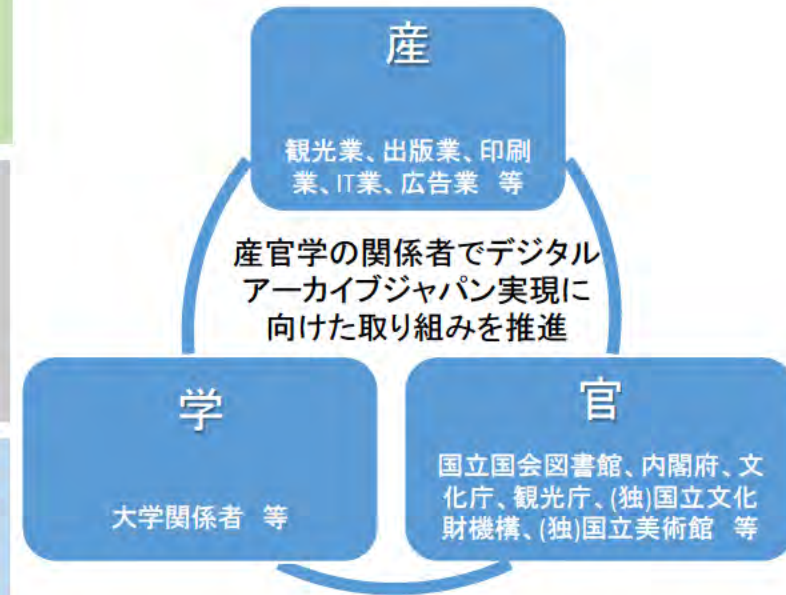 産
観光業、出版業、印刷
業、IT業、広告業　等
産官学の関係者でデジタル
アーカイブジャパン実現に
向けた取り組みを推進
学
大学関係者　等
官
国立国会図書館、内閣府、文
化庁、観光庁、(独)国立文化
財機構、(独)国立美術館　等